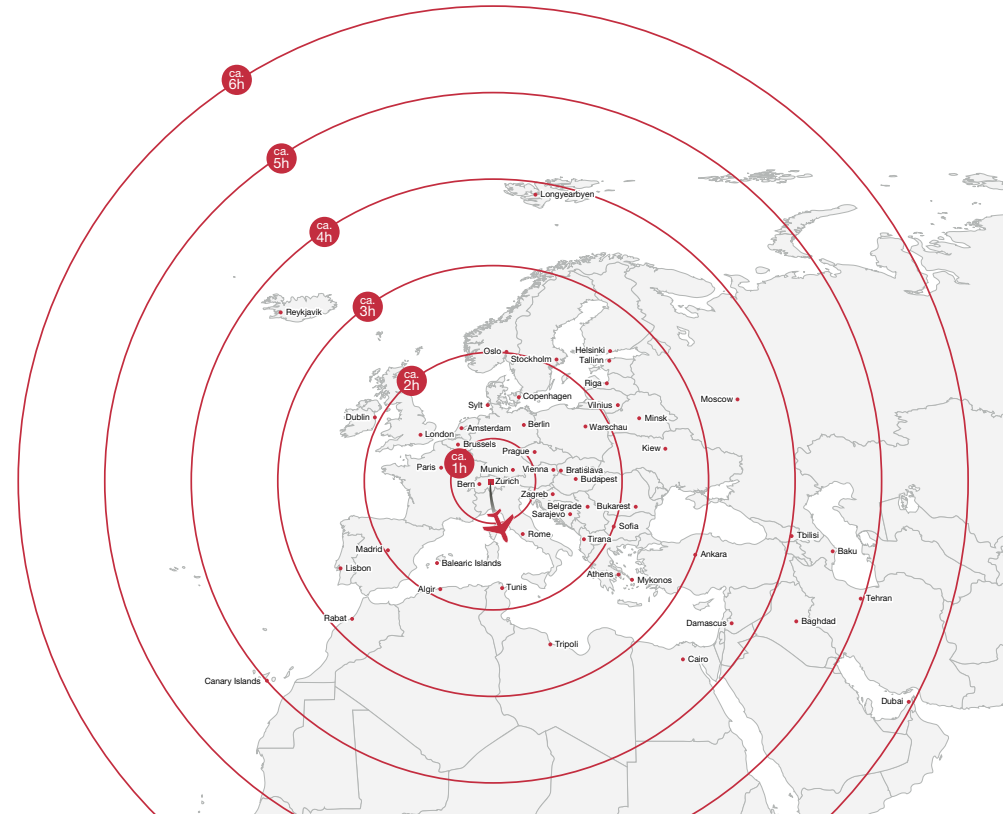 ca.
6h
ca.
5h
Longyearbyen
ca.
4h
ca.
3h
Reykjavik
Oslo
Stockholm
Helsinki
Tallinn
ca.
2h
Riga
Copenhagen
Sylt
Vilnius
Moscow
Dublin
Minsk
London
Amsterdam
Berlin
Warschau
Brussels
Prague
Kiew
ca.
1h
Paris
Munich
Vienna
Bratislava
Bern
Zurich
Budapest
Zagreb
Belgrade
Bukarest
Sarajevo
Sofia
Rome
Tirana
Tbilisi
Madrid
Ankara
Baku
Balearic Islands
Lisbon
Athens
Mykonos
Algir
Tunis
Tehran
Rabat
Damascus
Baghdad
Tripoli
Cairo
Canary Islands
Dubai